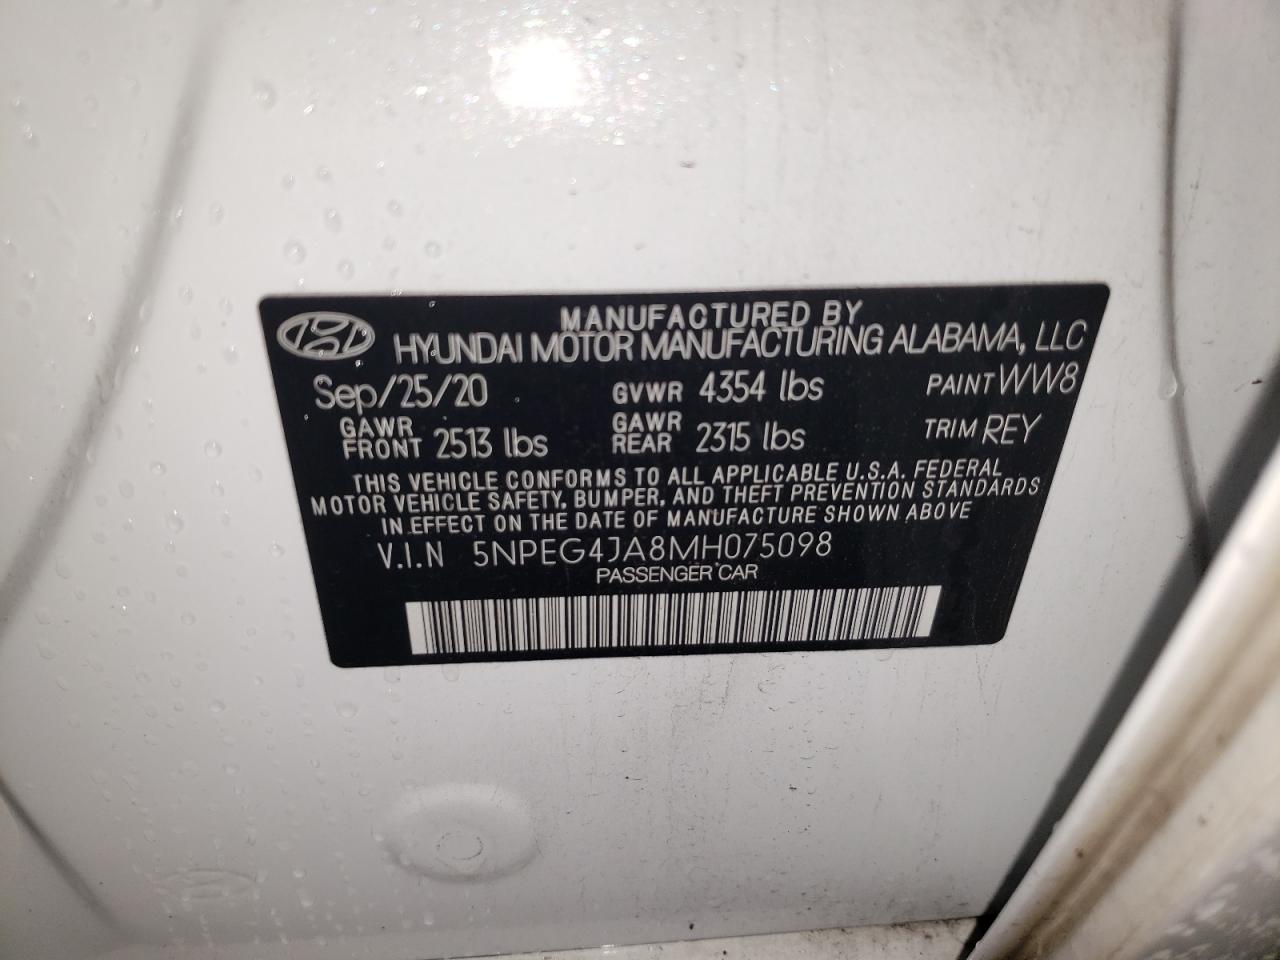 MANUFACTURED BY
HYUNDAI MOTOR MANUFACTURING ALABAMA, LLC
Sep/25/20 GVWR 4354 lbs PAINT WW8
GAWR FRONT 2513 lbs GAWR REAR 2315 lbs TRIM REY
THIS VEHICLE CONFORMS TO ALL APPLICABLE U.S.A. FEDERAL
MOTOR VEHICLE SAFETY, BUMPER, AND THEFT PREVENTION STANDARDS
IN EFFECT ON THE DATE OF MANUFACTURE SHOWN ABOVE
V.I.N 5NPEG4JA8MH075098
PASSENGER CAR